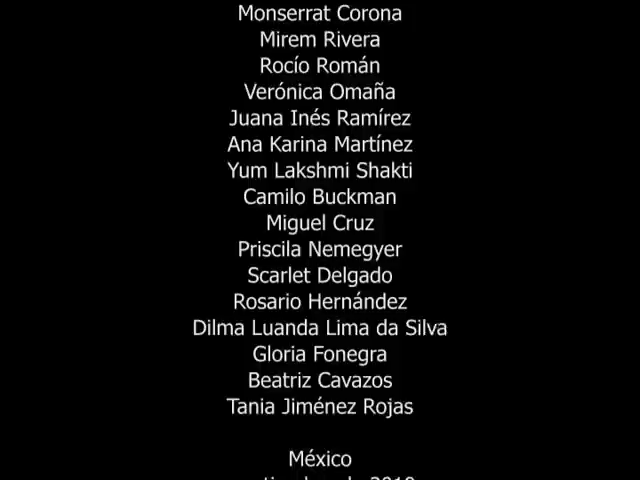 Monserrat Corona
Mirem Rivera
Rocío Román
Verónica Omaña
Juana Inés Ramírez
Ana Karina Martínez
Yum Lakshmi Shakti
Camilo Buckman
Miguel Cruz
Priscila Nemegyer
Scarlet Delgado
Rosario Hernández
Dilma Luanda Lima da Silva
Gloria Fonegra
Beatriz Cavazos
Tania Jiménez Rojas
México